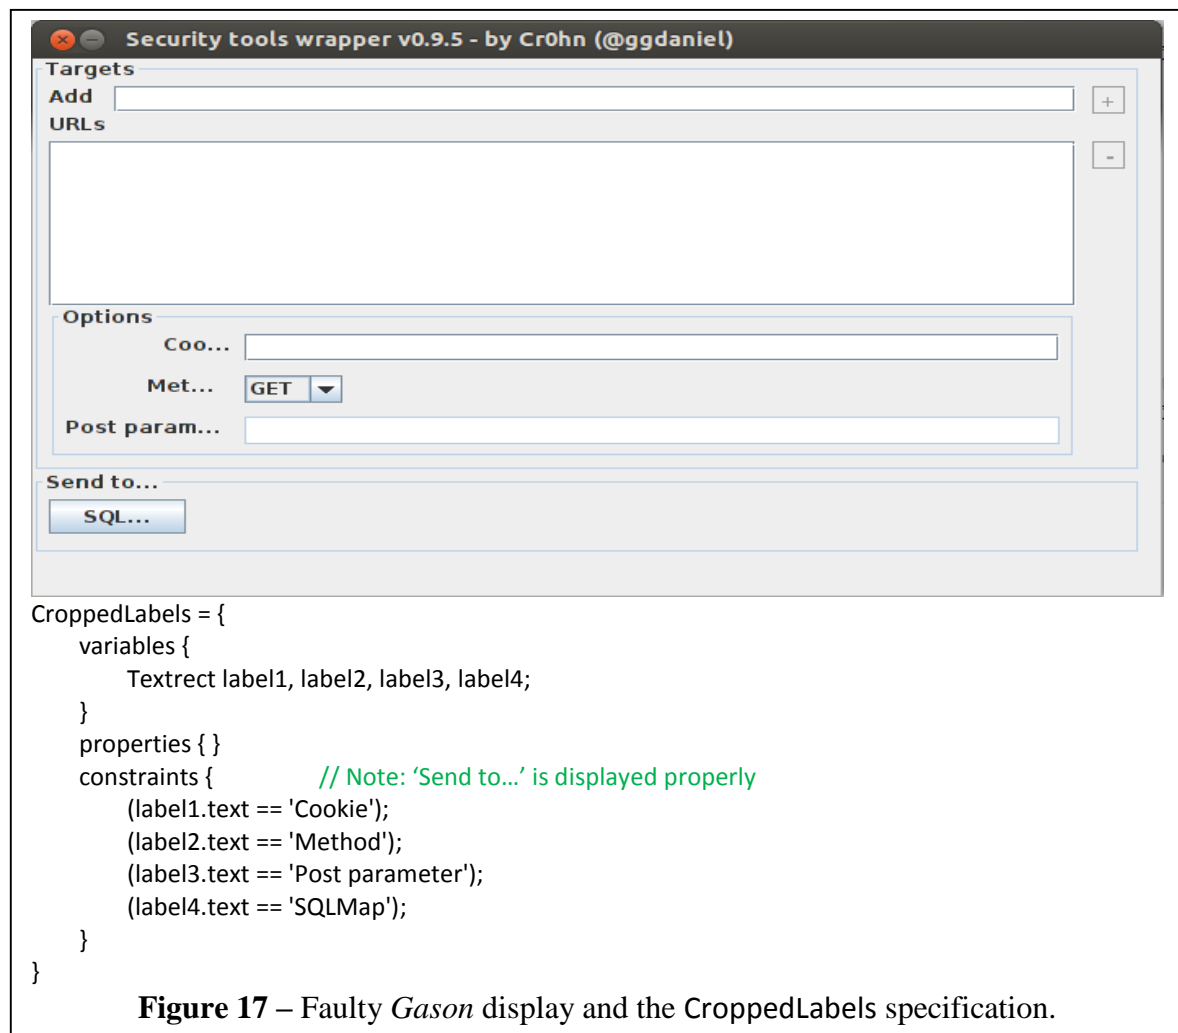 Security tools wrapper v0.9.5 - by Cr0hn (@ggdaniel)
Targets
Add
+
URLs
-
Options
Coo...
Met...
GET
Post param...
Send to...
SQL...
CroppedLabels = {
variables {
Textrect label1, label2, label3, label4;
}
properties { }
constraints { // Note: ‘Send to…’ is displayed properly
(label1.text == 'Cookie');
(label2.text == 'Method');
(label3.text == 'Post parameter');
(label4.text == 'SQLMap');
}
}
Figure 17 – Faulty Gason display and the CroppedLabels specification.